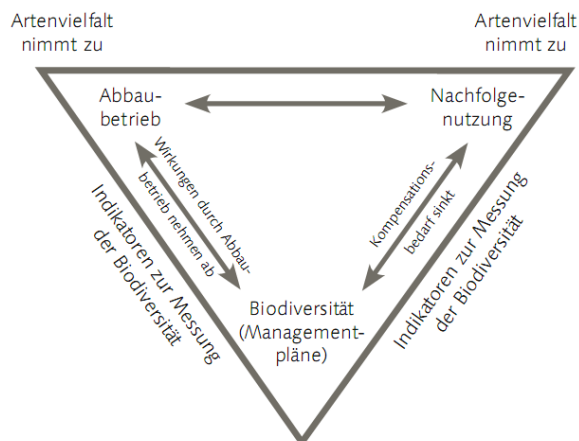 Artenvielfalt
nimmt zu
Artenvielfalt
nimmt zu
Abbau-
betrieb
Nachfolge-
nutzung
Wirkungen durch Abbau-
betrieb nehmen ab
Kompensations-
bedarf sinkt
Indikatoren zur Messung
der Biodiversität
Indikatoren zur Messung
der Biodiversität
Biodiversität
(Management-
pläne)